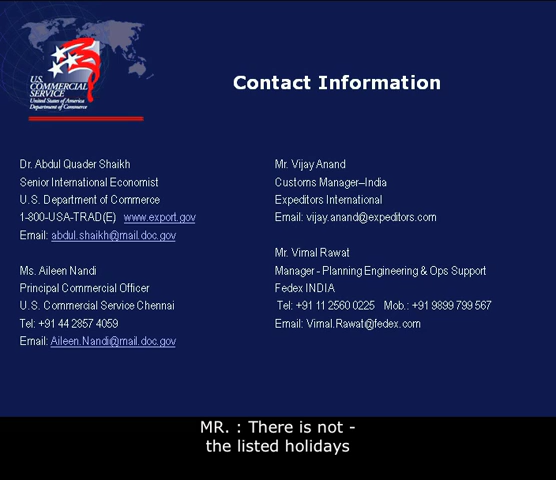 U.S.
COMMERCIAL
SERVICE
United States of America
Department of Commerce
Contact Information
Dr. Abdul Quader Shaikh
Senior International Economist
U.S. Department of Commerce
1-800-USA-TRAD(E) www.export.gov
Email: abdul.shaikh@mail.doc.gov
Ms. Aileen Nandi
Principal Commercial Officer
U.S. Commercial Service Chennai
Tel: +91 44 2857 4059
Email: Aileen.Nandi@mail.doc.gov
Mr. Vijay Anand
Customs Manager–India
Expeditors International
Email: vijay.anand@expeditors.com
Mr. Vimal Rawat
Manager - Planning Engineering & Ops Support
Fedex INDIA
Tel: +91 11 2560 0225 Mob.: +91 9899 799 567
Email: Vimal.Rawat@fedex.com
MR. : There is not -
the listed holidays